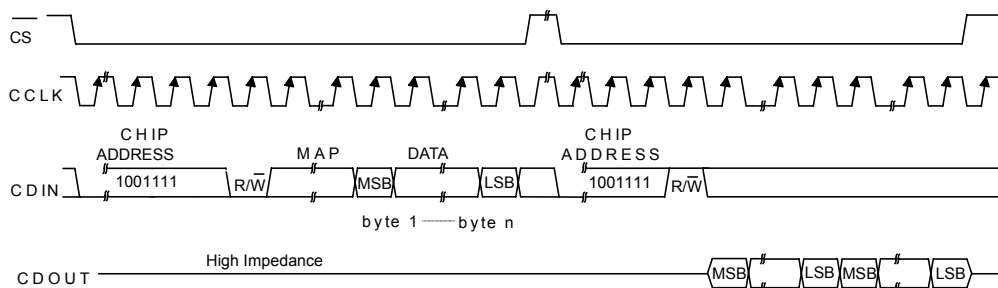 CS
CCLK
CHIP
ADDRESS
MAP
DATA
CHIP
ADDRESS
CDIN
1001111
R/W
MSB
LSB
1001111
R/W
byte 1
byte n
High Impedance
CDOUT
MSB
LSB
MSB
LSB